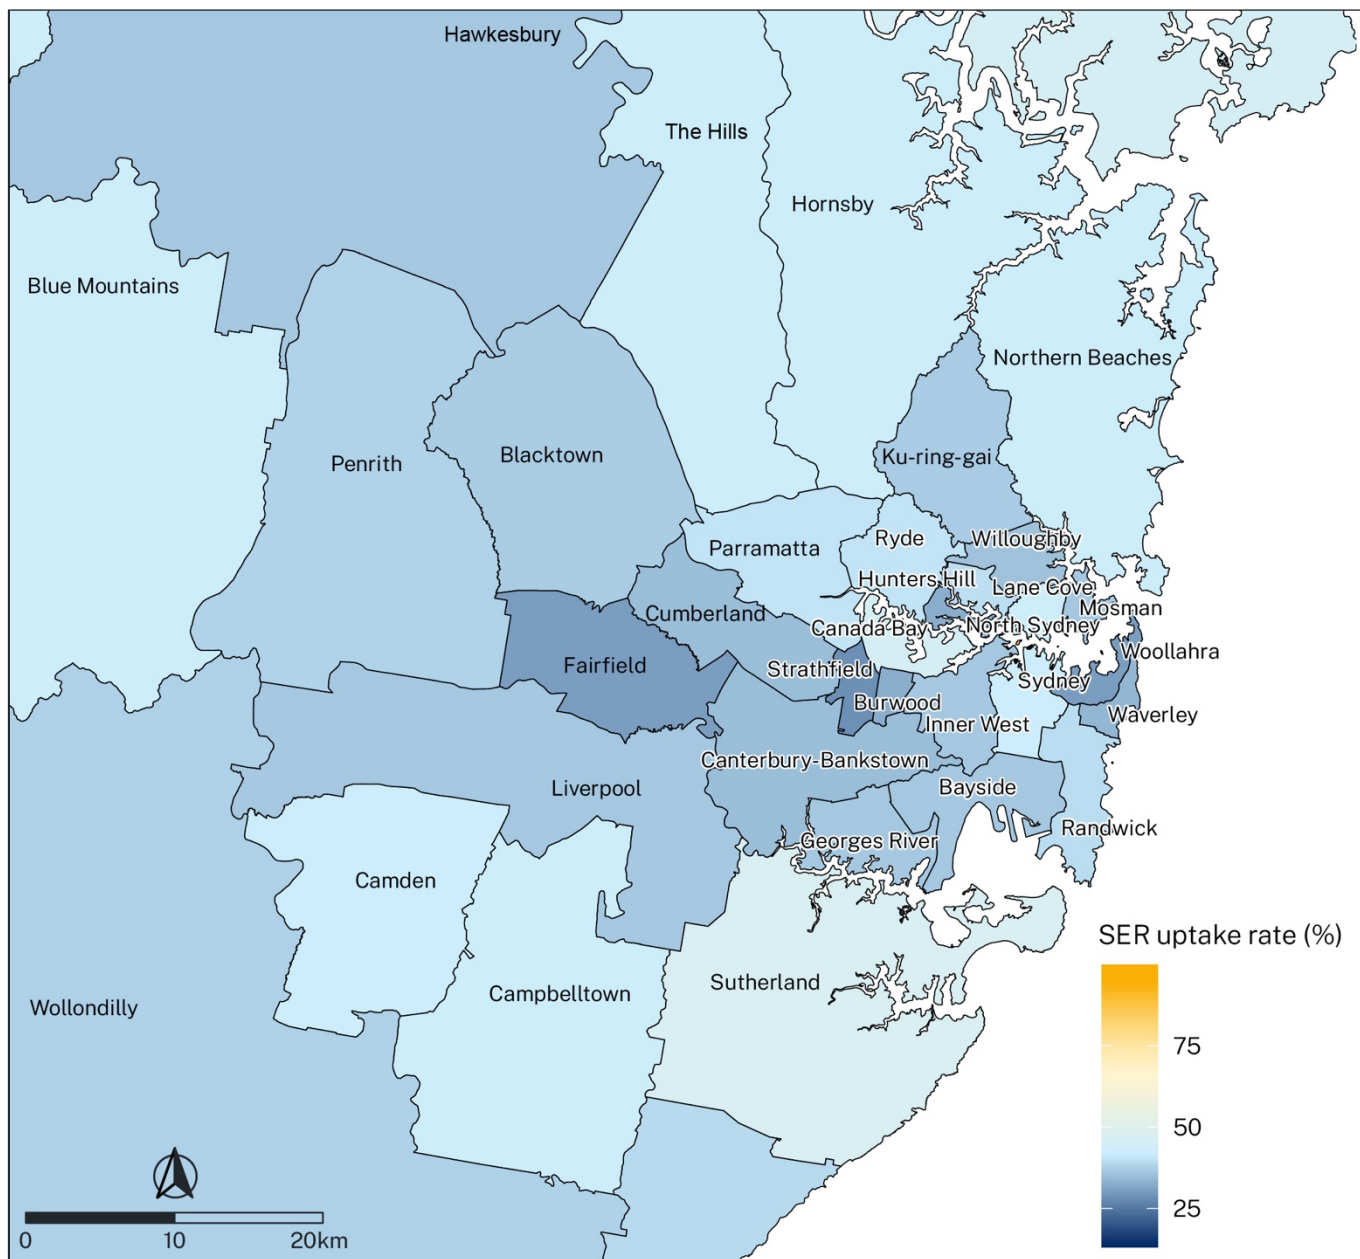 Hawkesbury
The Hills
Hornsby
Blue Mountains
Northern Beaches
Penrith
Blacktown
Ku-ring-gai
Parramatta
Ryde
Willoughby
Hunters Hill
Lane Cove
Mosman
Cumberland
Canada Bay
North Sydney
Woollahra
Fairfield
Strathfield
Sydney
Burwood
Inner West
Waverley
Canterbury-Bankstown
Liverpool
Bayside
Georges River
Randwick
Camden
SER uptake rate (%)
Sutherland
Campbelltown
Wollondilly
75
50
25
0 10 20km